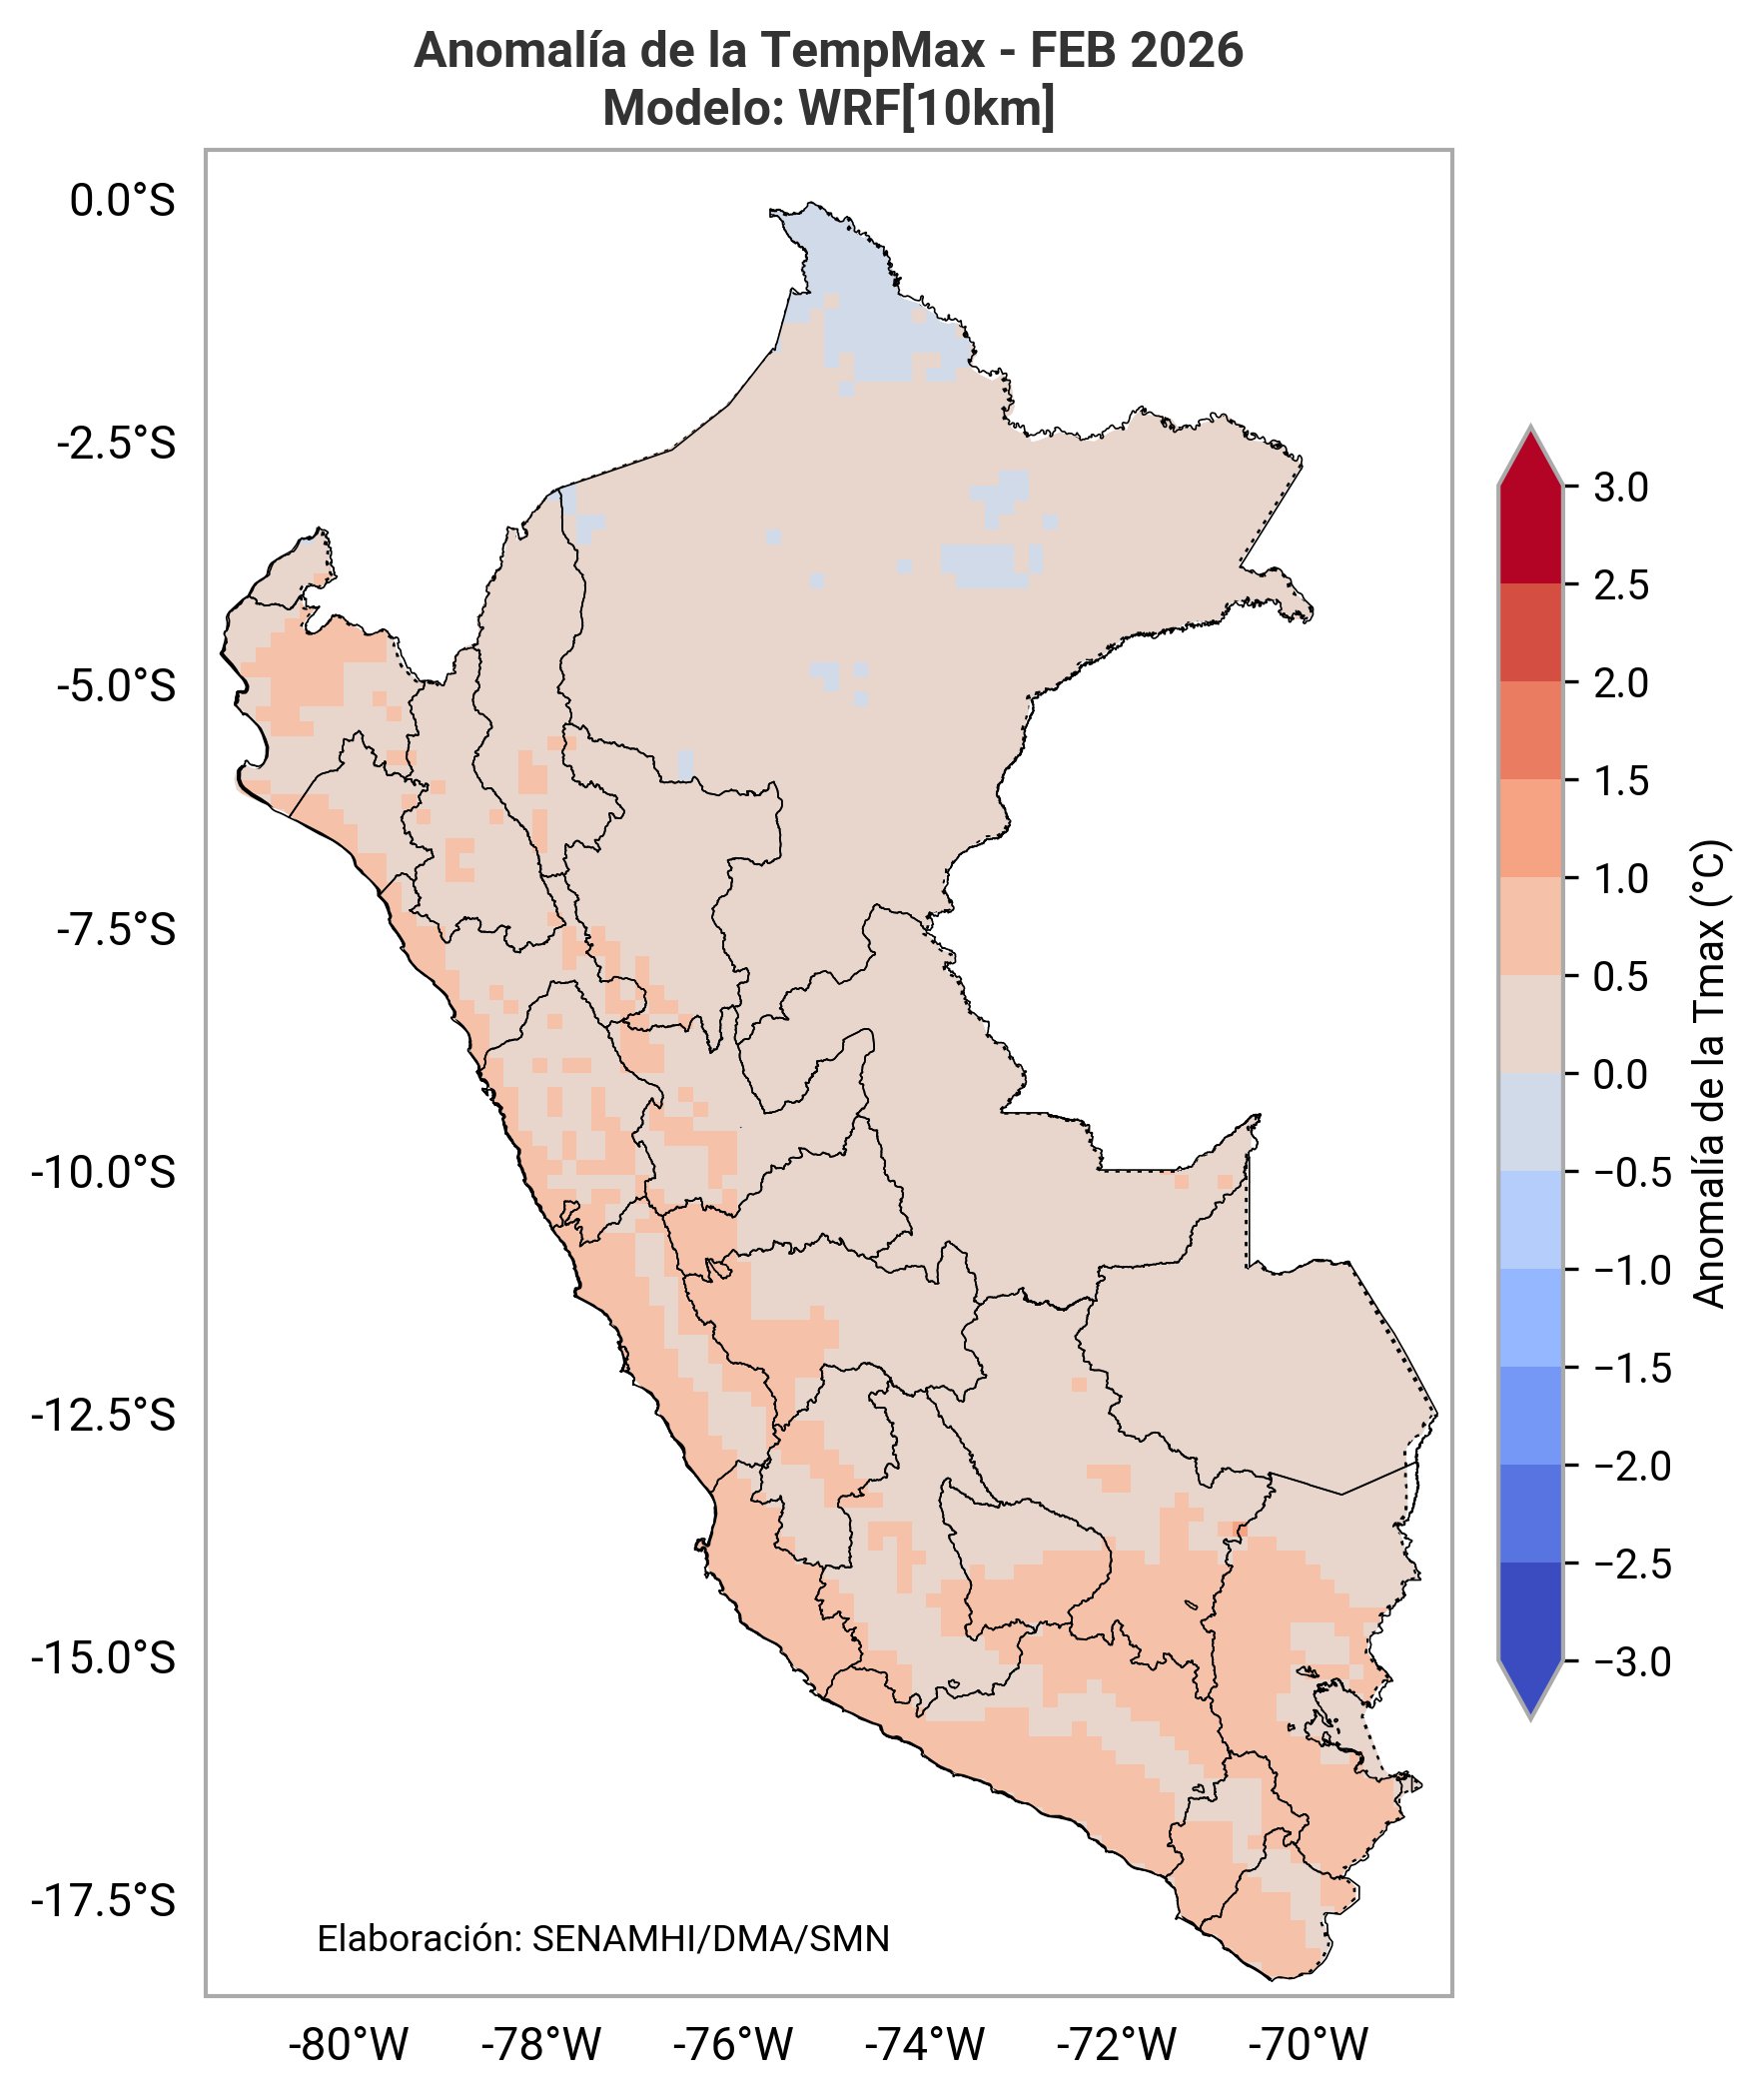 Anomalía de la TempMax - FEB 2026
Modelo: WRF[10km]
0.0°S
-2.5°S
-5.0°S
-7.5°S
-10.0°S
-12.5°S
-15.0°S
-17.5°S
Elaboración: SENAMHI/DMA/SMN
-80°W
-78°W
-76°W
-74°W
-72°W
-70°W
3.0
2.5
2.0
1.5
1.0
0.5
0.0
−0.5
−1.0
−1.5
−2.0
−2.5
−3.0
Anomalía de la Tmax (°C)